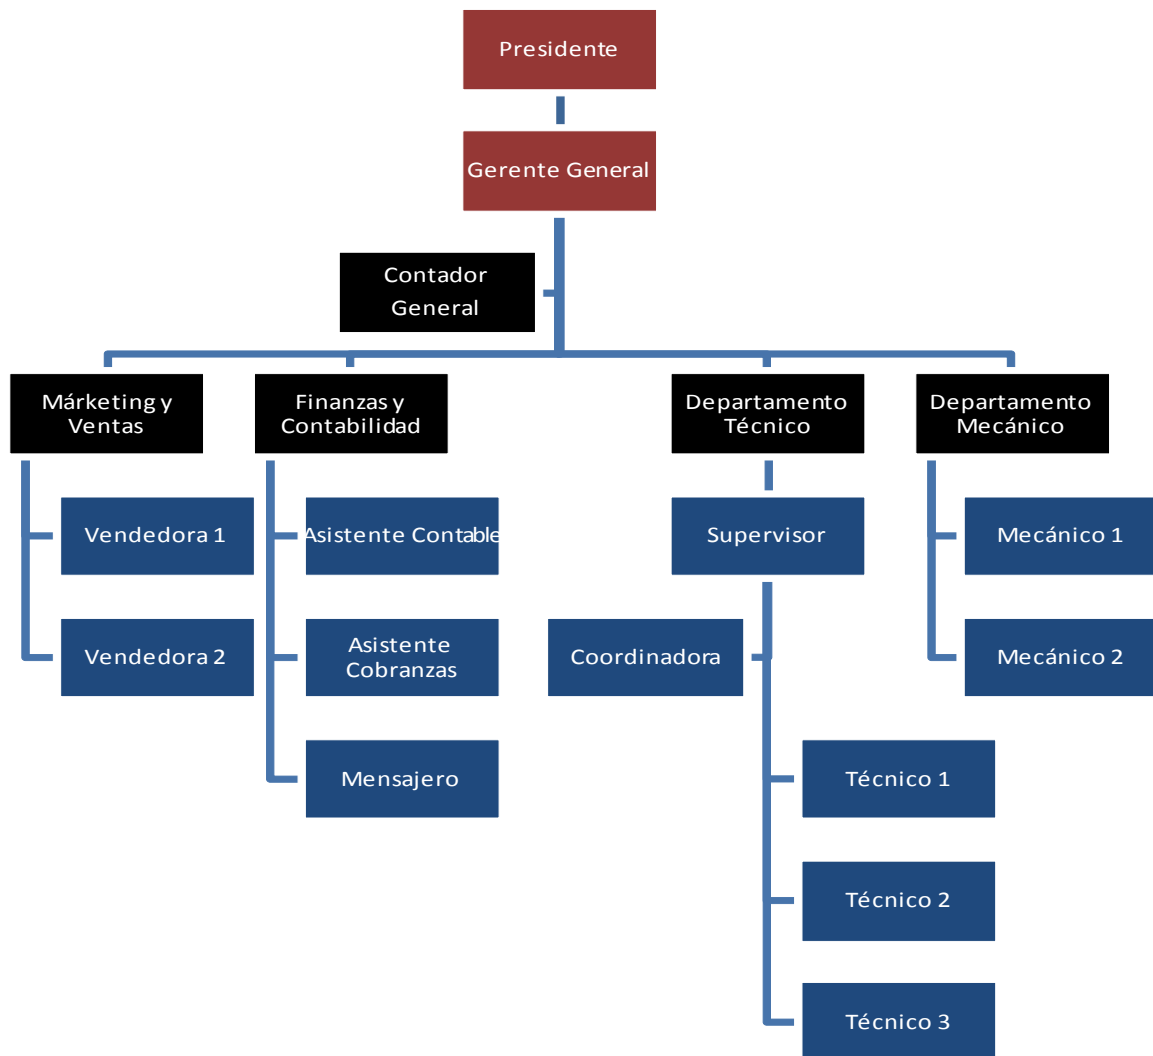 Presidente
Gerente General
Contador
General
Márketing y
Ventas
Finanzas y
Contabilidad
Departamento
Técnico
Departamento
Mecánico
Vendedora 1
Asistente Contable
Supervisor
Mecánico 1
Vendedora 2
Asistente
Cobranzas
Coordinadora
Mecánico 2
Mensajero
Técnico 1
Técnico 2
Técnico 3